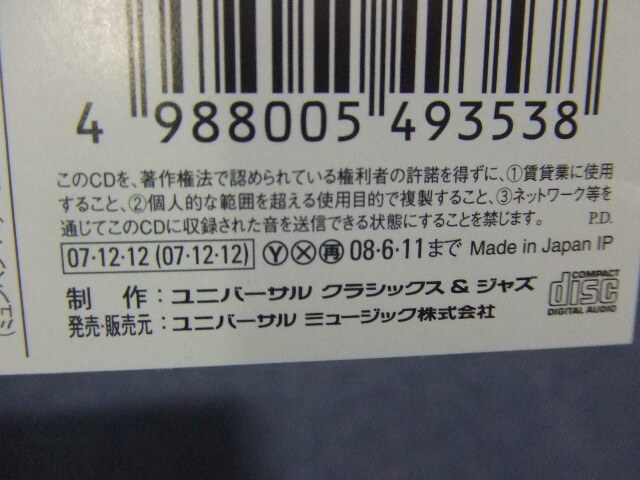 4 988005 493538
このCDを、著作権法で認められている権利者の許諾を得ずに、①賃貸業に使用
すること、②個人的な範囲を超える使用目的で複製すること、③ネットワーク等を
通じてこのCDに収録された音を送信できる状態にすることを禁じます。 P.D.
07・12・12 (07・12・12) Ⓨ Ⓧ ㊮ 08・6・11まで Made in Japan IP
制 作：ユニバーサル クラシックス & ジャズ
発売・販売元：ユニバーサル ミュージック株式会社
COMPACT
disc
DIGITAL AUDIO